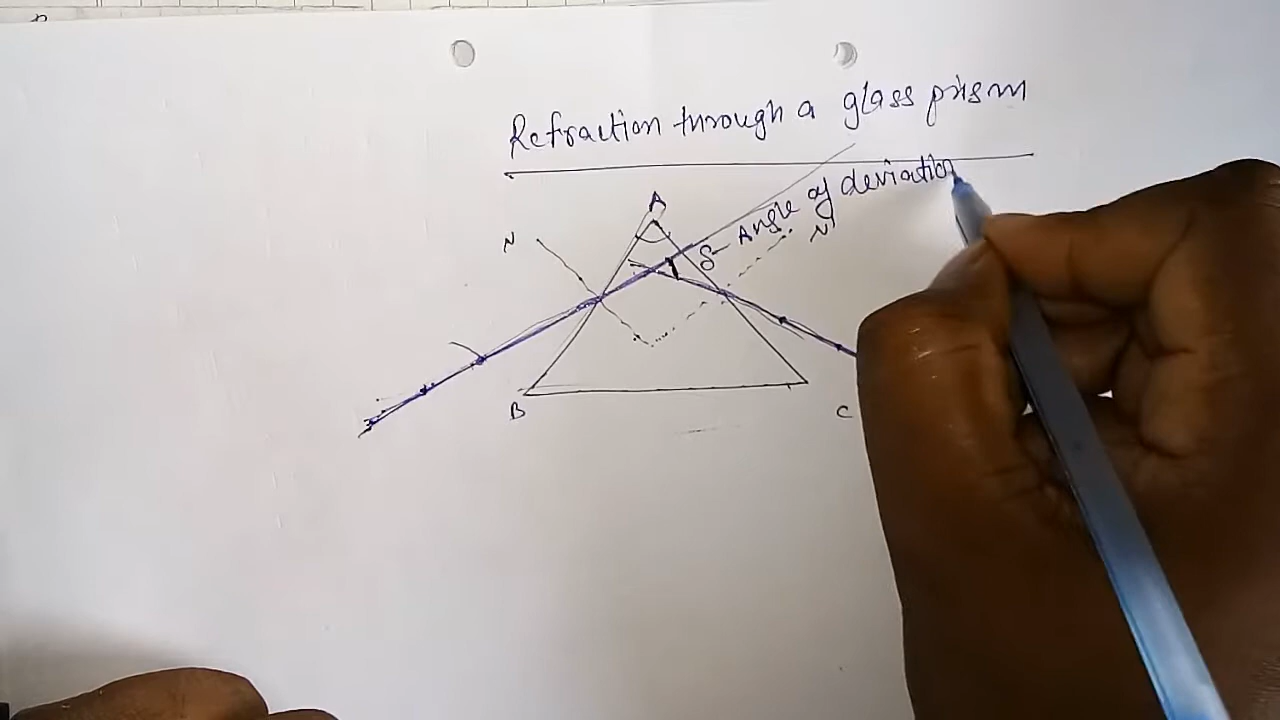 Refraction through a glass prism
A
N
δ- Angle of deviation
N'
B
C